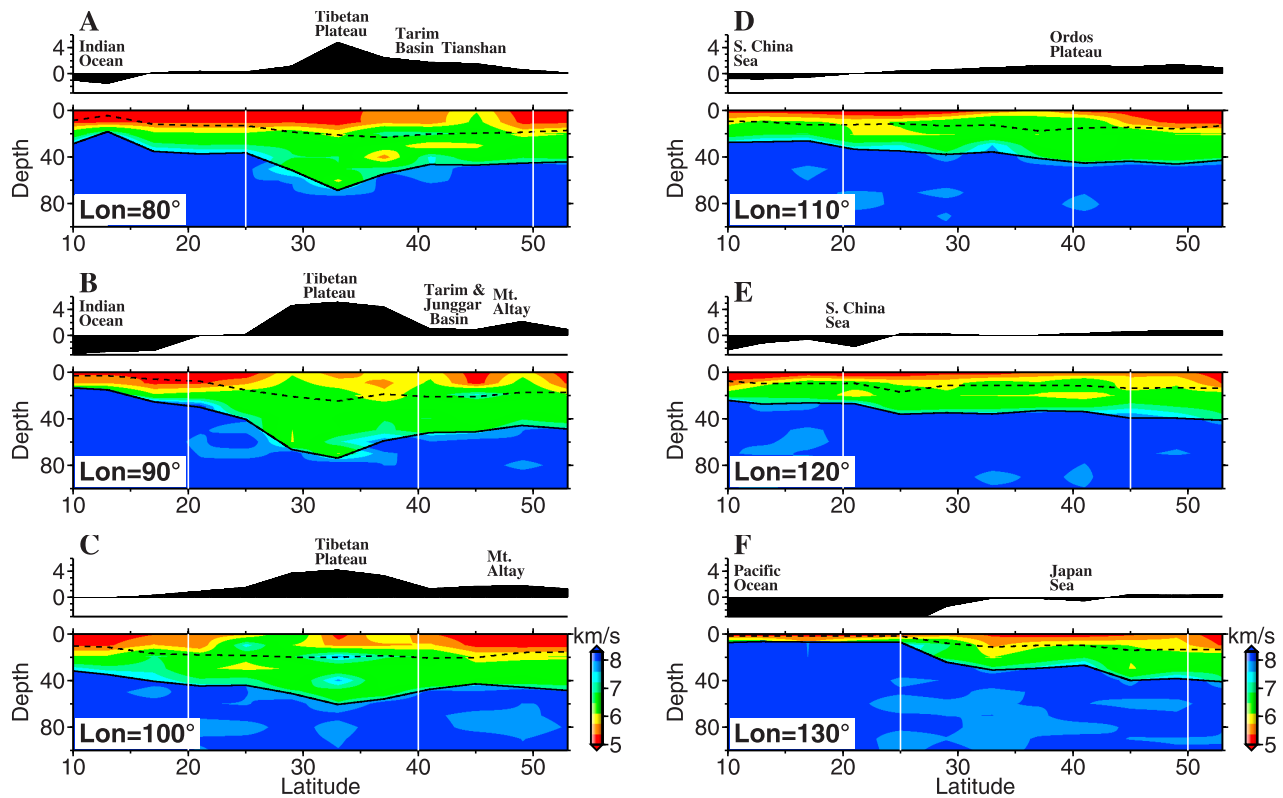 A
Tibetan
Plateau
Indian
Ocean
Tarim
Basin Tianshan
4
0
0
40
80
Depth
Lon=80°
10 20 30 40 50
B
Tibetan
Plateau
Indian
Ocean
Tarim &
Junggar
Basin
Mt.
Altay
4
0
0
40
80
Depth
Lon=90°
10 20 30 40 50
C
Tibetan
Plateau
Mt.
Altay
4
0
0
40
80
Depth
Lon=100°
10 20 30 40 50
Latitude
km/s
8
7
6
5
D
S. China
Sea
Ordos
Plateau
4
0
0
40
80
Depth
Lon=110°
10 20 30 40 50
E
S. China
Sea
4
0
0
40
80
Depth
Lon=120°
10 20 30 40 50
F
Pacific
Ocean
Japan
Sea
4
0
0
40
80
Depth
Lon=130°
10 20 30 40 50
Latitude
km/s
8
7
6
5